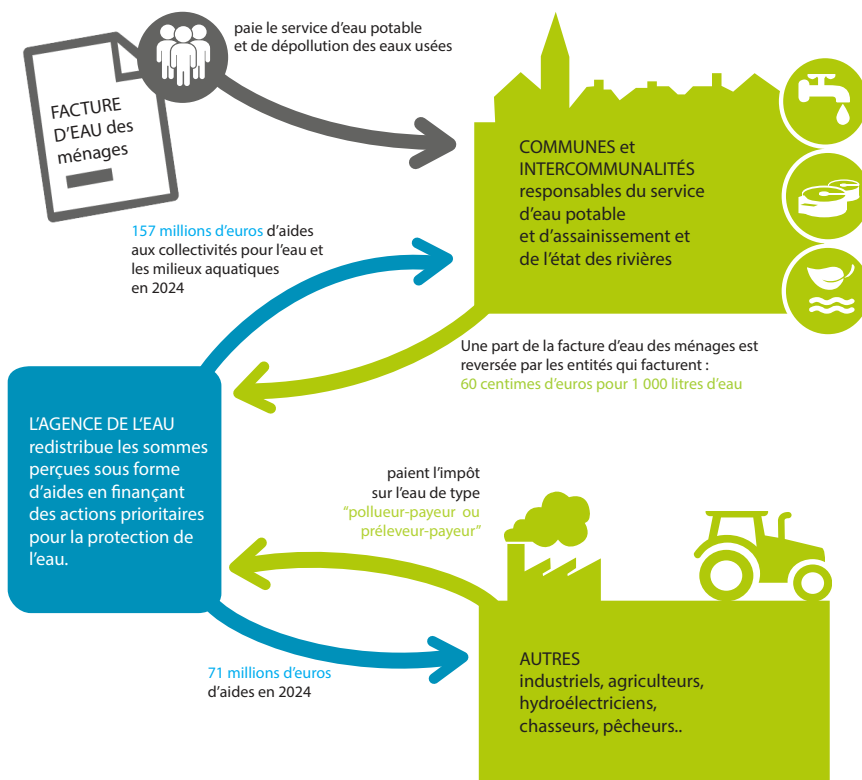 paie le service d'eau potable
et de dépollution des eaux usées
FACTURE
D'EAU des
ménages
COMMUNES et
INTERCOMMUNALITÉS
responsables du service
d'eau potable
et d'assainissement et
de l'état des rivières
157 millions d'euros d'aides
aux collectivités pour l'eau et
les milieux aquatiques
en 2024
Une part de la facture d'eau des ménages est
reversée par les entités qui facturent :
60 centimes d'euros pour 1 000 litres d'eau
L'AGENCE DE L'EAU
redistribue les sommes
perçues sous forme
d'aides en finançant
des actions prioritaires
pour la protection de
l'eau.
paient l'impôt
sur l'eau de type
"pollueur-payeur ou
préleveur-payeur"
71 millions d'euros
d'aides en 2024
AUTRES
industriels, agriculteurs,
hydroélectriciens,
chasseurs, pêcheurs..